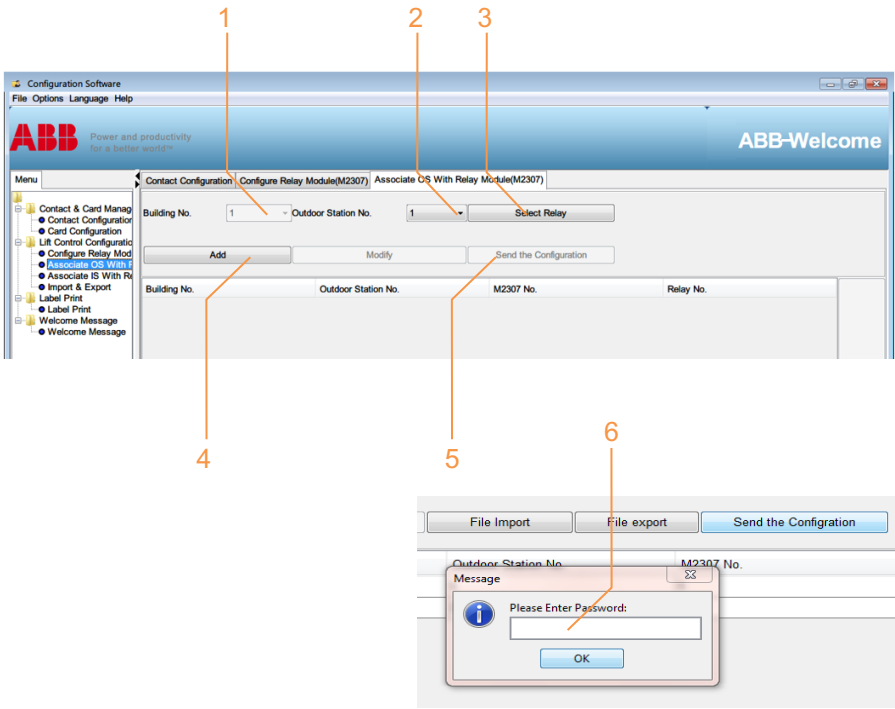 1 2 3
Configuration Software
File Options Language Help
ABB Power and productivity
for a better world™
ABB-Welcome
Menu
Contact Configuration Configure Relay Module(M2307) Associate OS With Relay Module(M2307)
Contact & Card Manag
Contact Configuration
Card Configuration
Lift Control Configuratic
Configure Relay Mod
Associate OS With R
Associate IS With Re
Import & Export
Label Print
Label Print
Welcome Message
Welcome Message
Building No. 1 Outdoor Station No. 1 Select Relay
Add Modify Send the Configuration
Building No. Outdoor Station No. M2307 No. Relay No.
4 5 6
File Import File export Send the Configration
Outdoor Station No. M2307 No.
Message
Please Enter Password:
OK